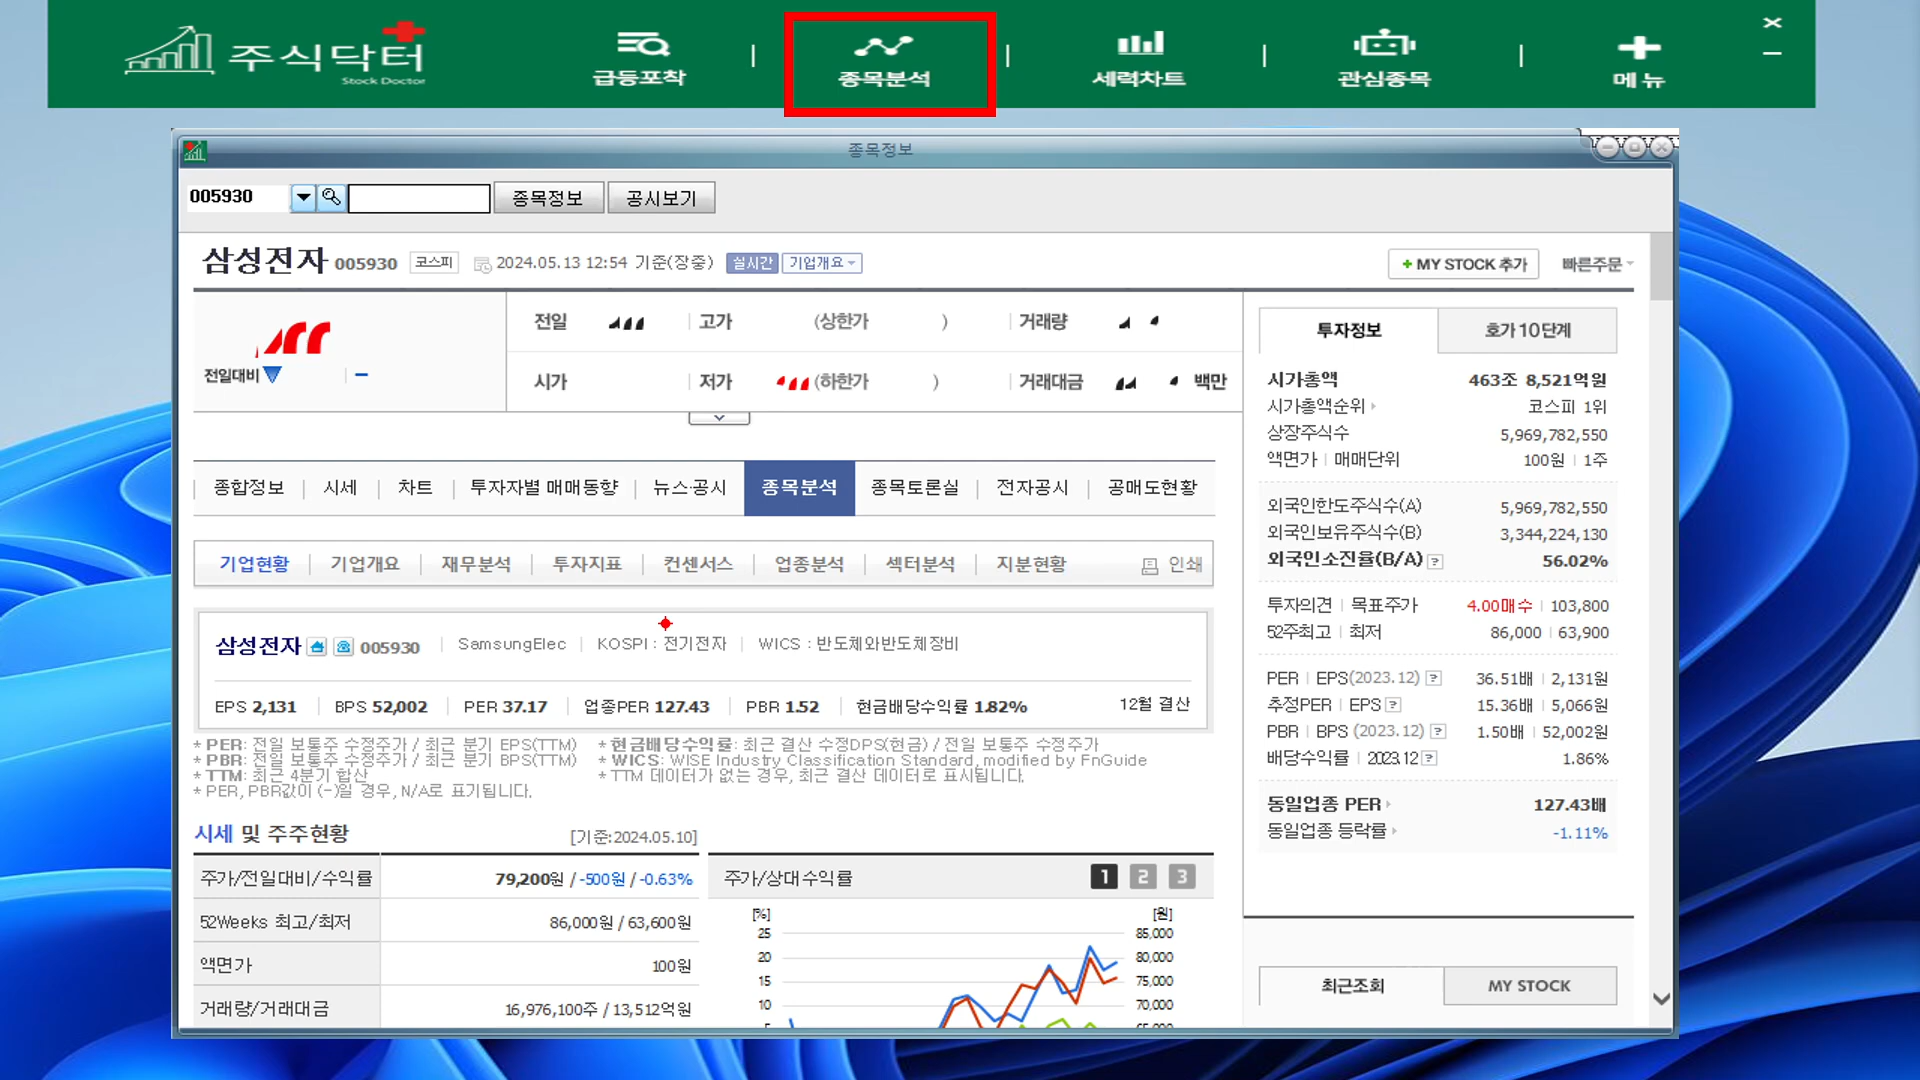 주식닥터
Stock Doctor
급등포착
종목분석
세력차트
관심종목
메뉴
종목정보
005930
종목정보
공시보기
삼성전자 005930 코스피 2024.05.13 12:54 기준(장중) 실시간 기업개요
+ MY STOCK 추가 빠른주문
전일 고가 (상한가 ) 거래량
전일대비
시가 저가 (하한가 ) 거래대금 백만
종합정보 시세 차트 투자자별 매매동향 뉴스·공시 종목분석 종목토론실 전자공시 공매도현황
기업현황 기업개요 재무분석 투자지표 컨센서스 업종분석 섹터분석 지분현황 인쇄
삼성전자 005930 SamsungElec KOSPI : 전기전자 WICS : 반도체와반도체장비
EPS 2,131 BPS 52,002 PER 37.17 업종PER 127.43 PBR 1.52 현금배당수익률 1.82% 12월 결산
* PER: 전일 보통주 수정주가 / 최근 분기 EPS(TTM)
* PBR: 전일 보통주 수정주가 / 최근 분기 BPS(TTM)
* TTM: 최근 4분기 합산
* PER, PBR값이 (-)일 경우, N/A로 표기됩니다.
* 현금배당수익률: 최근 결산 수정DPS(현금) / 전일 보통주 수정주가
* WICS: WISE Industry Classification Standard, modified by FnGuide
* TTM 데이터가 없는 경우, 최근 결산 데이터로 표시됩니다.
시세 및 주주현황 [기준:2024.05.10]
주가/전일대비/수익률 79,200원 / -500원 / -0.63%
52Weeks 최고/최저 86,000원 / 63,600원
액면가 100원
거래량/거래대금 16,976,100주 / 13,512억원
주가/상대수익률 1 2 3
[%] [원]
25 85,000
20 80,000
15 75,000
10 70,000
5 65,000
투자정보 호가 10단계
시가총액 463조 8,521억원
시가총액순위 코스피 1위
상장주식수 5,969,782,550
액면가 매매단위 100원 1주
외국인한도주식수(A) 5,969,782,550
외국인보유주식수(B) 3,344,224,130
외국인소진율(B/A) ? 56.02%
투자의견 목표주가 4.00매수 103,800
52주최고 최저 86,000 63,900
PER EPS(2023.12) ? 36.51배 2,131원
추정PER EPS ? 15.36배 5,066원
PBR BPS (2023.12) ? 1.50배 52,002원
배당수익률 2023.12 ? 1.86%
동일업종 PER 127.43배
동일업종 등락률 -1.11%
최근조회 MY STOCK